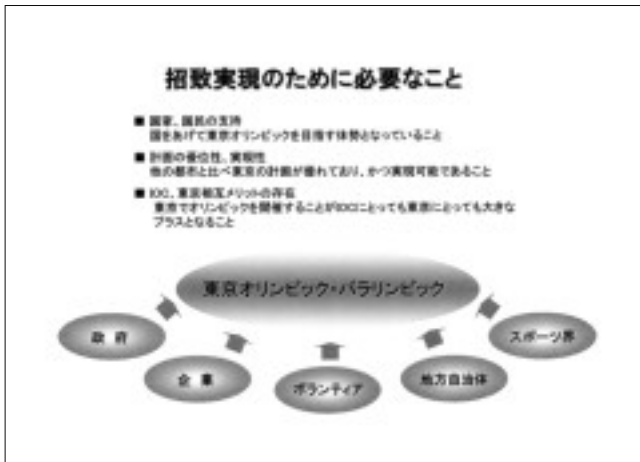 招致実現のために必要なこと
■ 国家、国民の支持
国をあげて東京オリンピックを目指す体勢となっていること
■ 計画の優位性、実現性
他の都市と比べ東京の計画が優れており、かつ実現可能であること
■ IOC、東京相互メリットの存在
東京でオリンピックを開催することがIOCにとっても東京にとっても大きな
プラスとなること
東京オリンピック・パラリンピック
政 府
企 業
ボランティア
地方自治体
スポーツ界